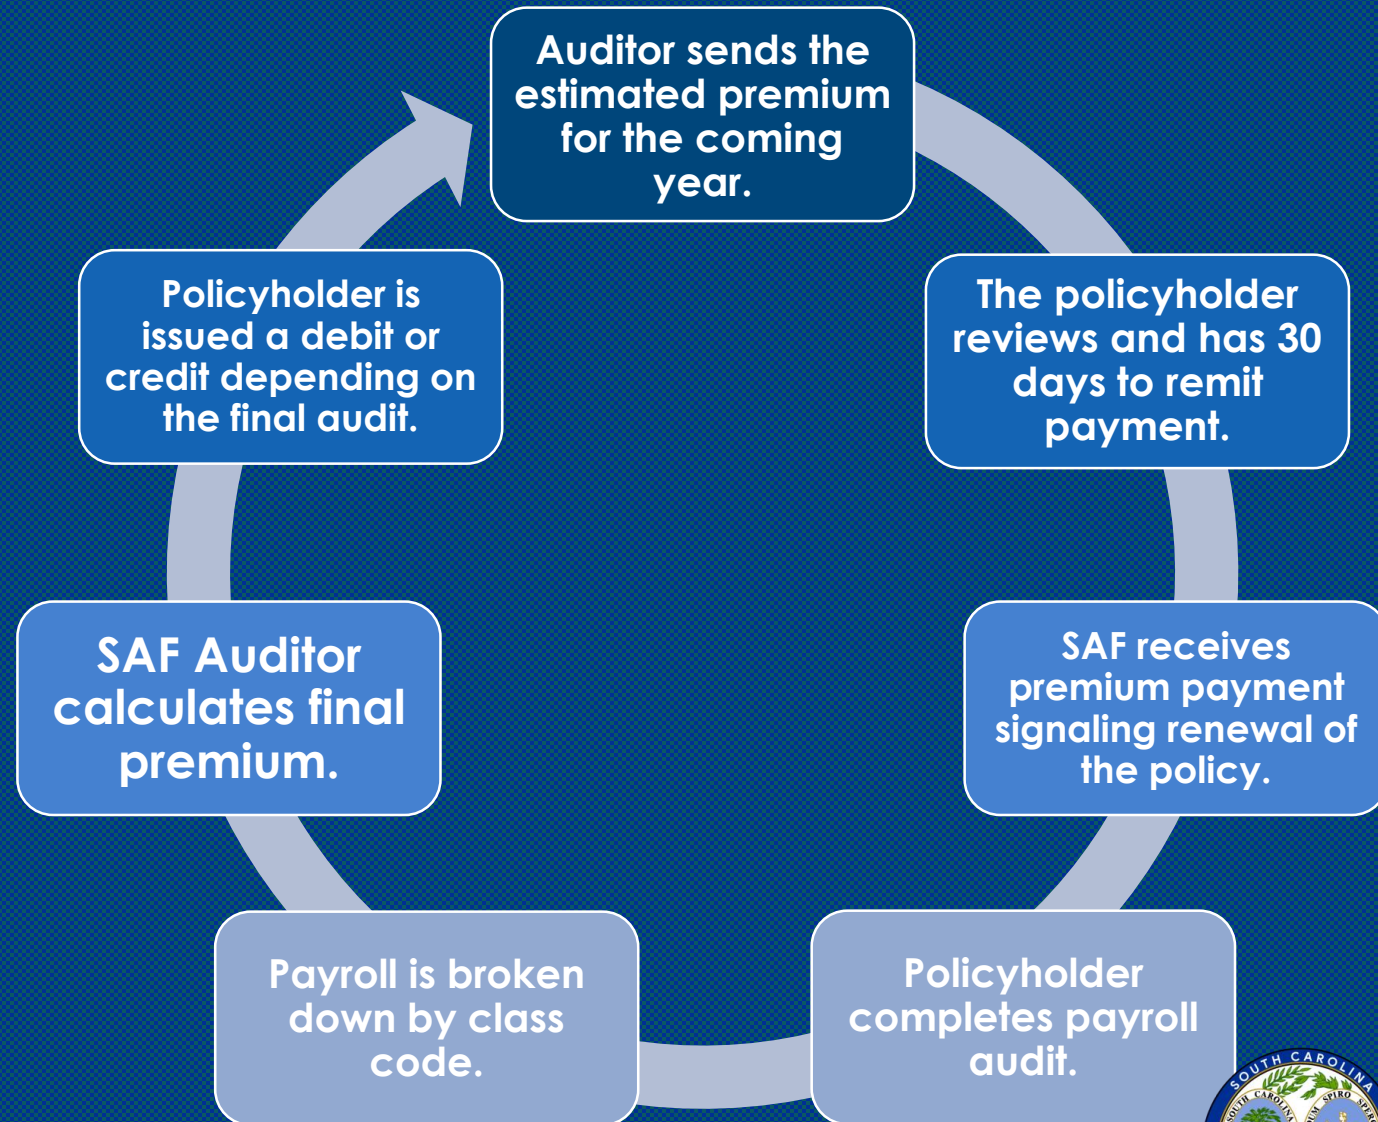 Auditor sends the
estimated premium
for the coming
year.
The policyholder
reviews and has 30
days to remit
payment.
SAF receives
premium payment
signaling renewal of
the policy.
Policyholder
completes payroll
audit.
Payroll is broken
down by class
code.
SAF Auditor
calculates final
premium.
Policyholder is
issued a debit or
credit depending on
the final audit.
SOUTH CAROLINA
SPIRO